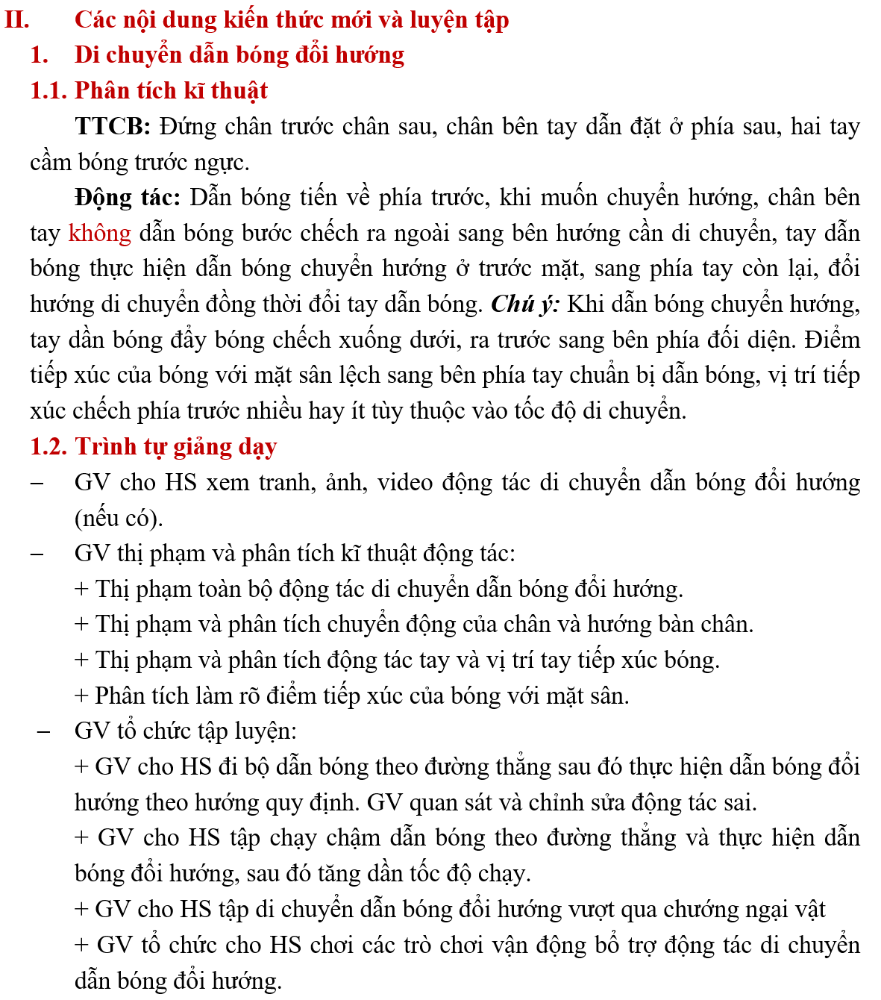 II. Các nội dung kiến thức mới và luyện tập
1. Di chuyển dẫn bóng đổi hướng
1.1. Phân tích kĩ thuật
TTCB: Đứng chân trước chân sau, chân bên tay dẫn đặt ở phía sau, hai tay
cầm bóng trước ngực.
Động tác: Dẫn bóng tiến về phía trước, khi muốn chuyển hướng, chân bên
tay không dẫn bóng bước chếch ra ngoài sang bên hướng cần di chuyển, tay dẫn
bóng thực hiện dẫn bóng chuyển hướng ở trước mặt, sang phía tay còn lại, đổi
hướng di chuyển đồng thời đổi tay dẫn bóng. Chú ý: Khi dẫn bóng chuyển hướng,
tay dần bóng đẩy bóng chếch xuống dưới, ra trước sang bên phía đối diện. Điểm
tiếp xúc của bóng với mặt sân lệch sang bên phía tay chuẩn bị dẫn bóng, vị trí tiếp
xúc chếch phía trước nhiều hay ít tùy thuộc vào tốc độ di chuyển.
1.2. Trình tự giảng dạy
– GV cho HS xem tranh, ảnh, video động tác di chuyển dẫn bóng đổi hướng
(nếu có).
– GV thị phạm và phân tích kĩ thuật động tác:
+ Thị phạm toàn bộ động tác di chuyển dẫn bóng đổi hướng.
+ Thị phạm và phân tích chuyển động của chân và hướng bàn chân.
+ Thị phạm và phân tích động tác tay và vị trí tay tiếp xúc bóng.
+ Phân tích làm rõ điểm tiếp xúc của bóng với mặt sân.
– GV tổ chức tập luyện:
+ GV cho HS đi bộ dẫn bóng theo đường thẳng sau đó thực hiện dẫn bóng đổi
hướng theo hướng quy định. GV quan sát và chỉnh sửa động tác sai.
+ GV cho HS tập chạy chậm dẫn bóng theo đường thẳng và thực hiện dẫn
bóng đổi hướng, sau đó tăng dần tốc độ chạy.
+ GV cho HS tập di chuyển dẫn bóng đổi hướng vượt qua chướng ngại vật
+ GV tổ chức cho HS chơi các trò chơi vận động bổ trợ động tác di chuyển
dẫn bóng đổi hướng.